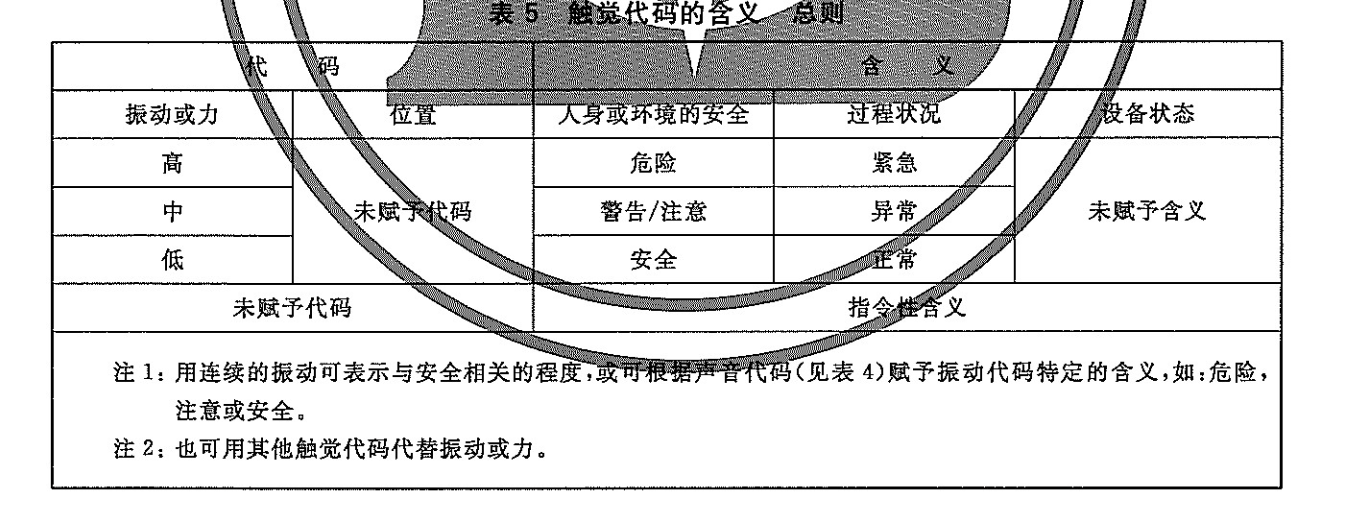 表 5 触觉代码的含义 总则
代 码 含 义
振动或力 位置 人身或环境的安全 过程状况 设备状态
高 危险 紧急
中 未赋予代码 警告/注意 异常 未赋予含义
低 安全 正常
未赋予代码 指令性含义
注 1：用连续的振动可表示与安全相关的程度，或可根据声音代码（见表 4）赋予振动代码特定的含义，如：危险，
注意或安全。
注 2：也可用其他触觉代码代替振动或力。